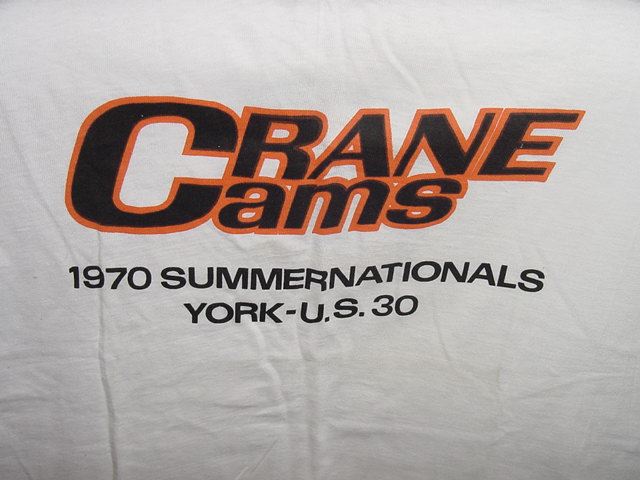 CRANE
Cams
1970 SUMMERNATIONALS
YORK-U.S. 30